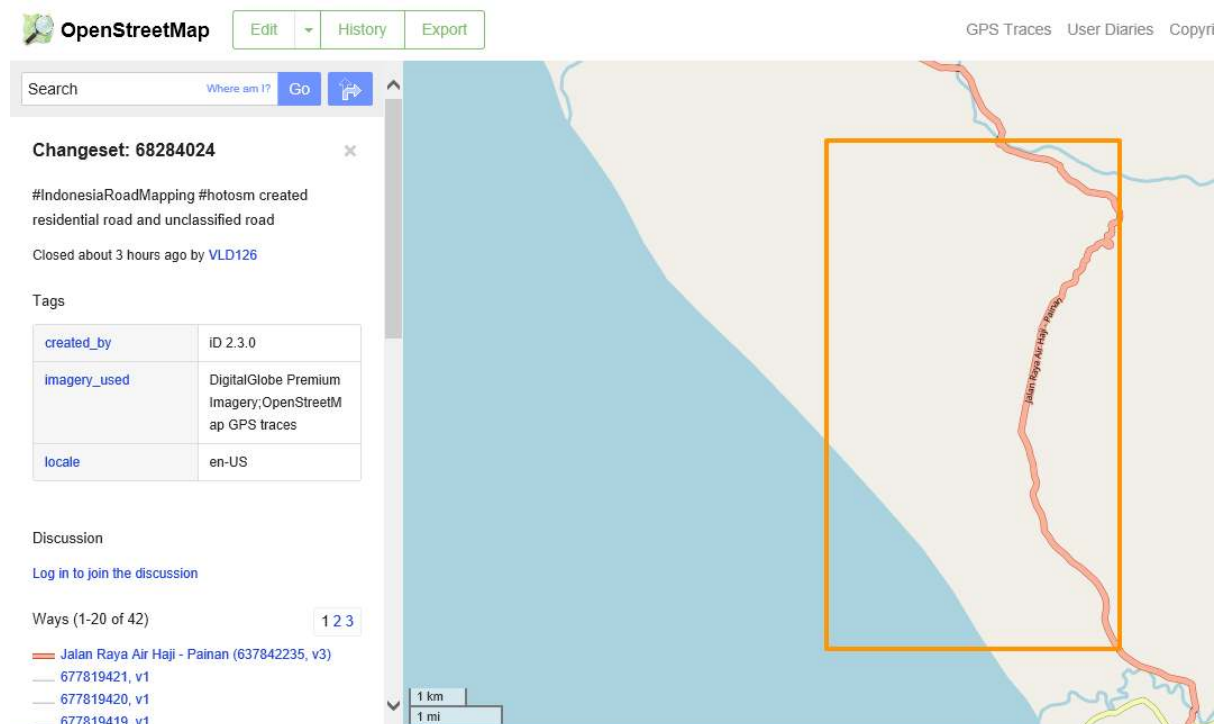 OpenStreetMap
Edit
History
Export
GPS Traces User Diaries Copyri
Search
Where am I?
Go
Changeset: 68284024
×
#IndonesiaRoadMapping #hotosm created
residential road and unclassified road
Closed about 3 hours ago by VLD126
Tags
created_by
iD 2.3.0
imagery_used
DigitalGlobe Premium
Imagery;OpenStreetM
ap GPS traces
locale
en-US
Discussion
Log in to join the discussion
Ways (1-20 of 42)
1 2 3
Jalan Raya Air Haji - Painan (637842235, v3)
677819421, v1
677819420, v1
677819419, v1
Jalan Raya Air Haji - Painan
1 km
1 mi